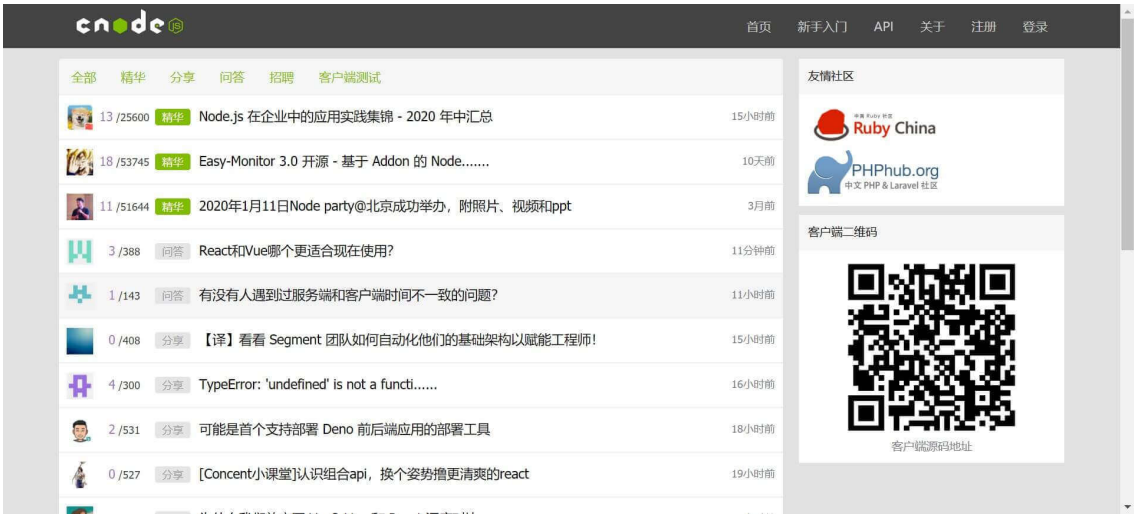 cnode JS
首页 新手入门 API 关于 注册 登录
全部 精华 分享 问答 招聘 客户端测试
13 /25600 精华 Node.js 在企业中的应用实践集锦 - 2020 年中汇总 15小时前
18 /53745 精华 Easy-Monitor 3.0 开源 - 基于 Addon 的 Node...... 10天前
11 /51644 精华 2020年1月11日Node party@北京成功举办，附照片、视频和ppt 3月前
3 /388 问答 React和Vue哪个更适合现在使用？ 11分钟前
1 /143 问答 有没有人遇到过服务端和客户端时间不一致的问题？ 11小时前
0 /408 分享 【译】看看 Segment 团队如何自动化他们的基础架构以赋能工程师！ 15小时前
4 /300 分享 TypeError: 'undefined' is not a functi...... 16小时前
2 /531 分享 可能是首个支持部署 Deno 前后端应用的部署工具 18小时前
0 /527 分享 [Concent小课堂]认识组合api，换个姿势撸更清爽的react 19小时前
友情社区
中国 Ruby 社区
Ruby China
PHPhub.org
中文 PHP & Laravel 社区
客户端二维码
客户端源码地址